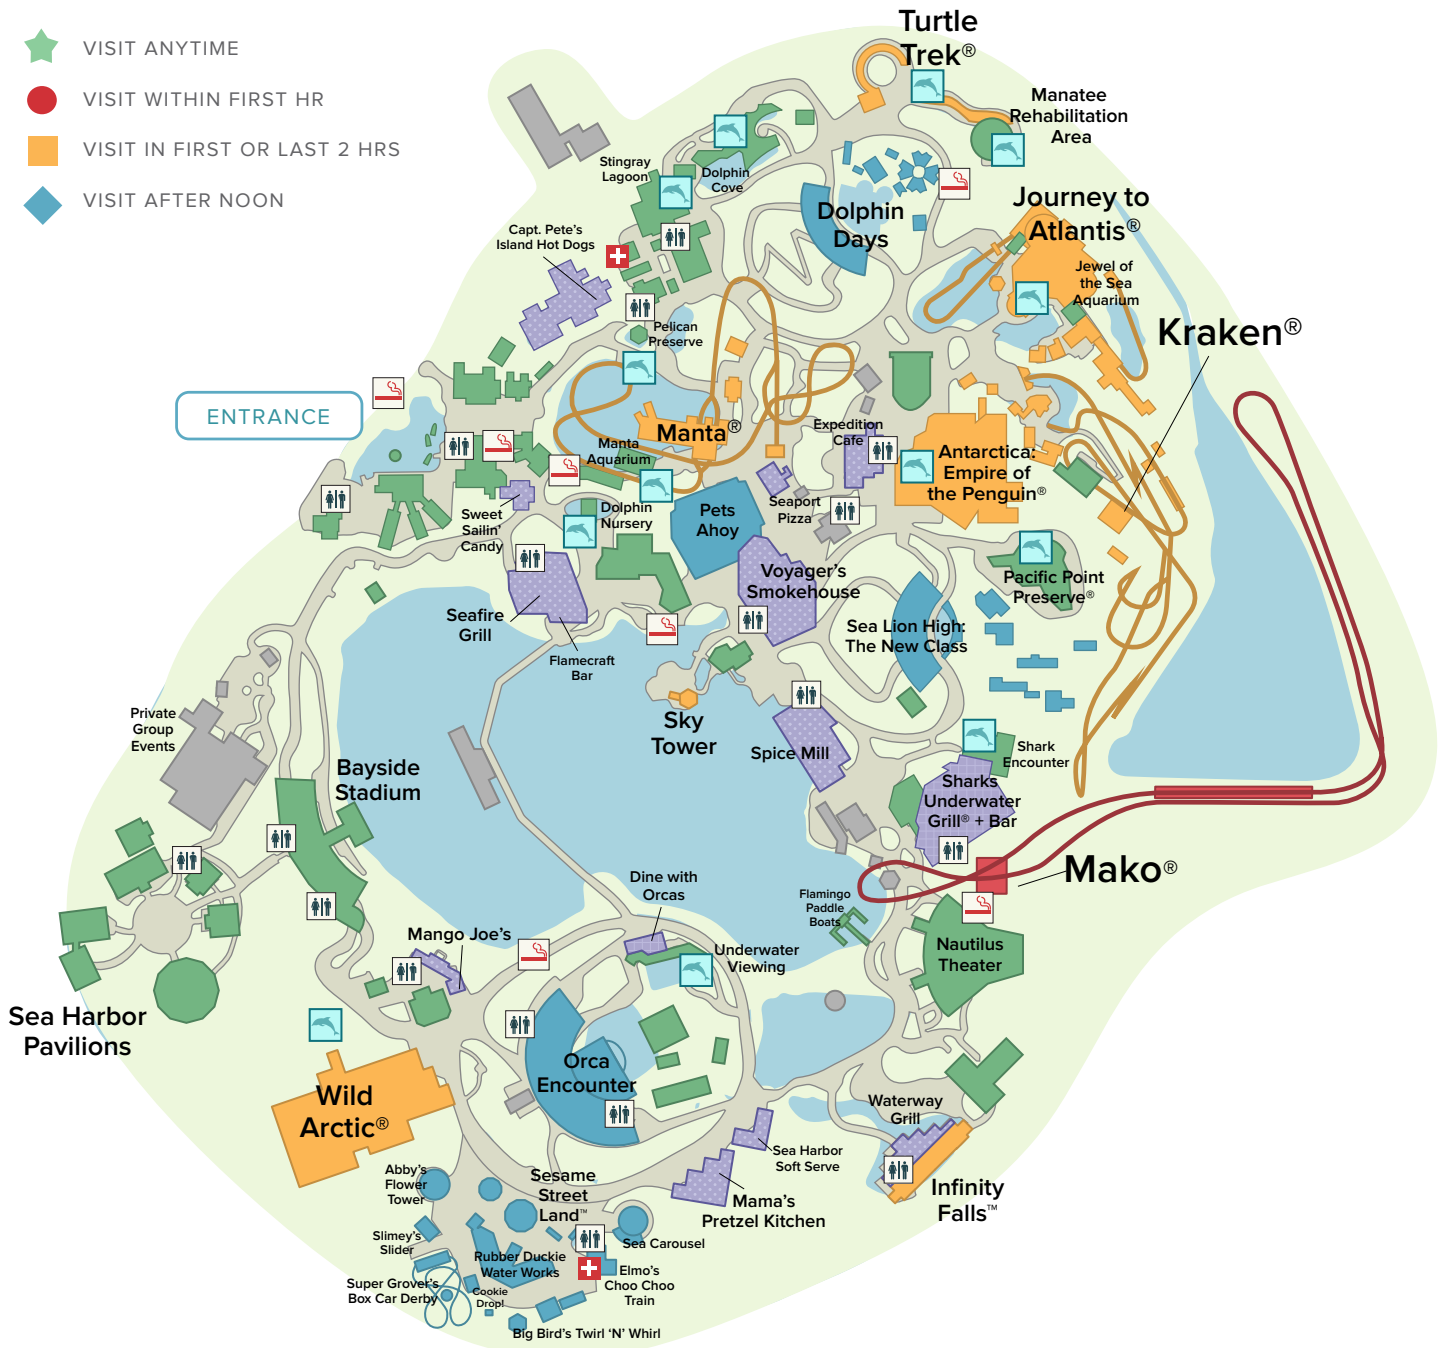 VISIT ANYTIME
VISIT WITHIN FIRST HR
VISIT IN FIRST OR LAST 2 HRS
VISIT AFTER NOON
Turtle
Trek®
Manatee
Rehabilitation
Area
Stingray
Lagoon
Dolphin
Cove
Dolphin
Days
Journey to
Atlantis®
Capt. Pete's
Island Hot Dogs
Jewel of
the Sea
Aquarium
Pelican
Preserve
Kraken®
ENTRANCE
Manta®
Manta
Aquarium
Expedition
Cafe
Antarctica:
Empire of
the Penguin®
Sweet
Sailin'
Candy
Dolphin
Nursery
Pets
Ahoy
Seaport
Pizza
Voyager's
Smokehouse
Pacific Point
Preserve®
Seafire
Grill
Flamecraft
Bar
Sea Lion High:
The New Class
Private
Group
Events
Sky
Tower
Spice Mill
Shark
Encounter
Bayside
Stadium
Sharks
Underwater
Grill® + Bar
Mako®
Dine with
Orcas
Flamingo
Paddle
Boats
Mango Joe's
Underwater
Viewing
Nautilus
Theater
Sea Harbor
Pavilions
Orca
Encounter
Wild
Arctic®
Waterway
Grill
Sea Harbor
Soft Serve
Infinity
Falls™
Mama's
Pretzel Kitchen
Abby's
Flower
Tower
Sesame
Street
Land™
Slimey's
Slider
Sea Carousel
Rubber Duckie
Water Works
Elmo's
Choo Choo
Train
Super Grover's
Box Car Derby
Cookie
Drop!
Big Bird's Twirl 'N' Whirl